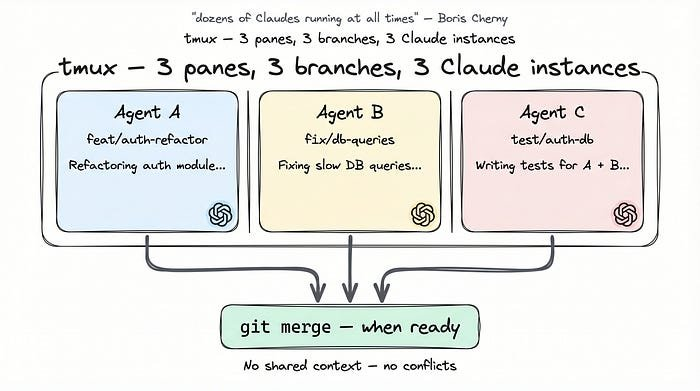 "dozens of Claudes running at all times" — Boris Cherny
tmux — 3 panes, 3 branches, 3 Claude instances
tmux — 3 panes, 3 branches, 3 Claude instances
Agent A
feat/auth-refactor
Refactoring auth module...
Agent B
fix/db-queries
Fixing slow DB queries...
Agent C
test/auth-db
Writing tests for A + B...
git merge — when ready
No shared context — no conflicts